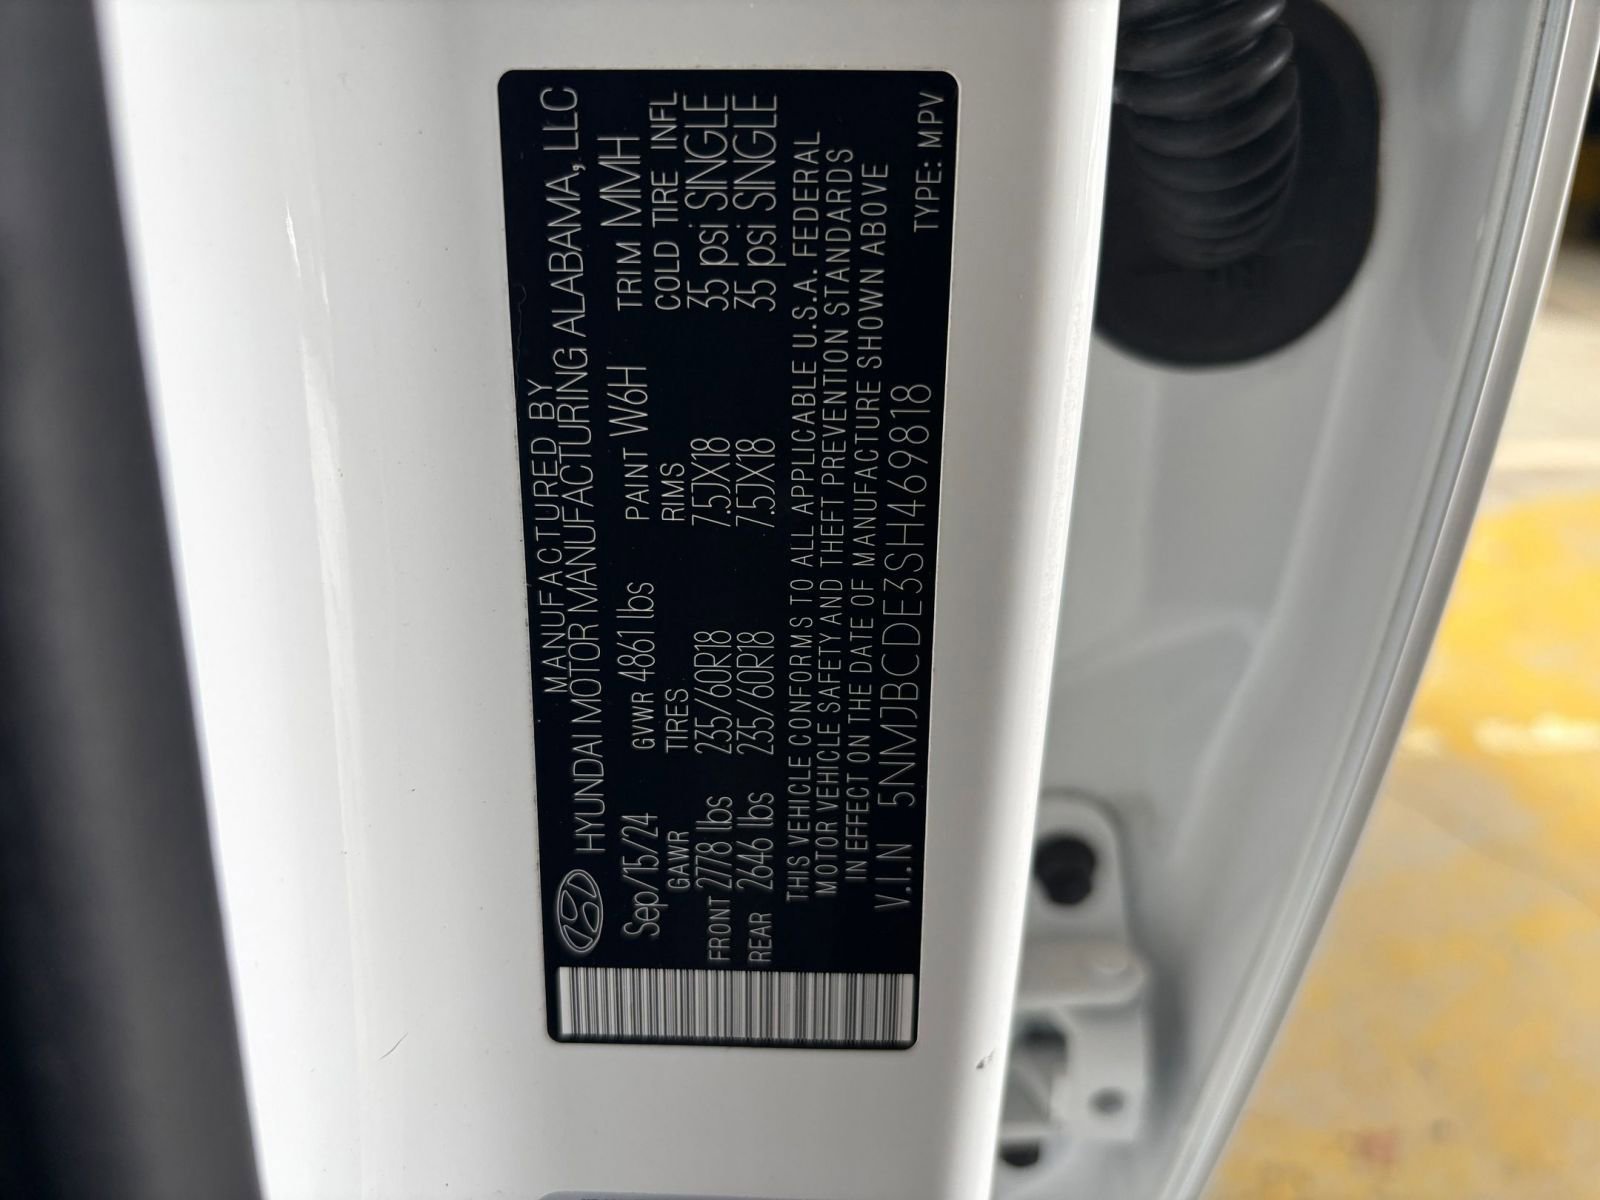 MANUFACTURED BY
HYUNDAI MOTOR MANUFACTURING ALABAMA, LLC
Sep/15/24 GVWR 4861 lbs PAINT W6H TRIM MMH
GAWR TIRES RIMS COLD TIRE INFL
FRONT 2778 lbs 235/60R18 7.5JX18 35 psi SINGLE
REAR 2646 lbs 235/60R18 7.5JX18 35 psi SINGLE
THIS VEHICLE CONFORMS TO ALL APPLICABLE U.S.A. FEDERAL
MOTOR VEHICLE SAFETY AND THEFT PREVENTION STANDARDS
IN EFFECT ON THE DATE OF MANUFACTURE SHOWN ABOVE
V.I.N 5NMJBCDE3SH469818 TYPE: MPV